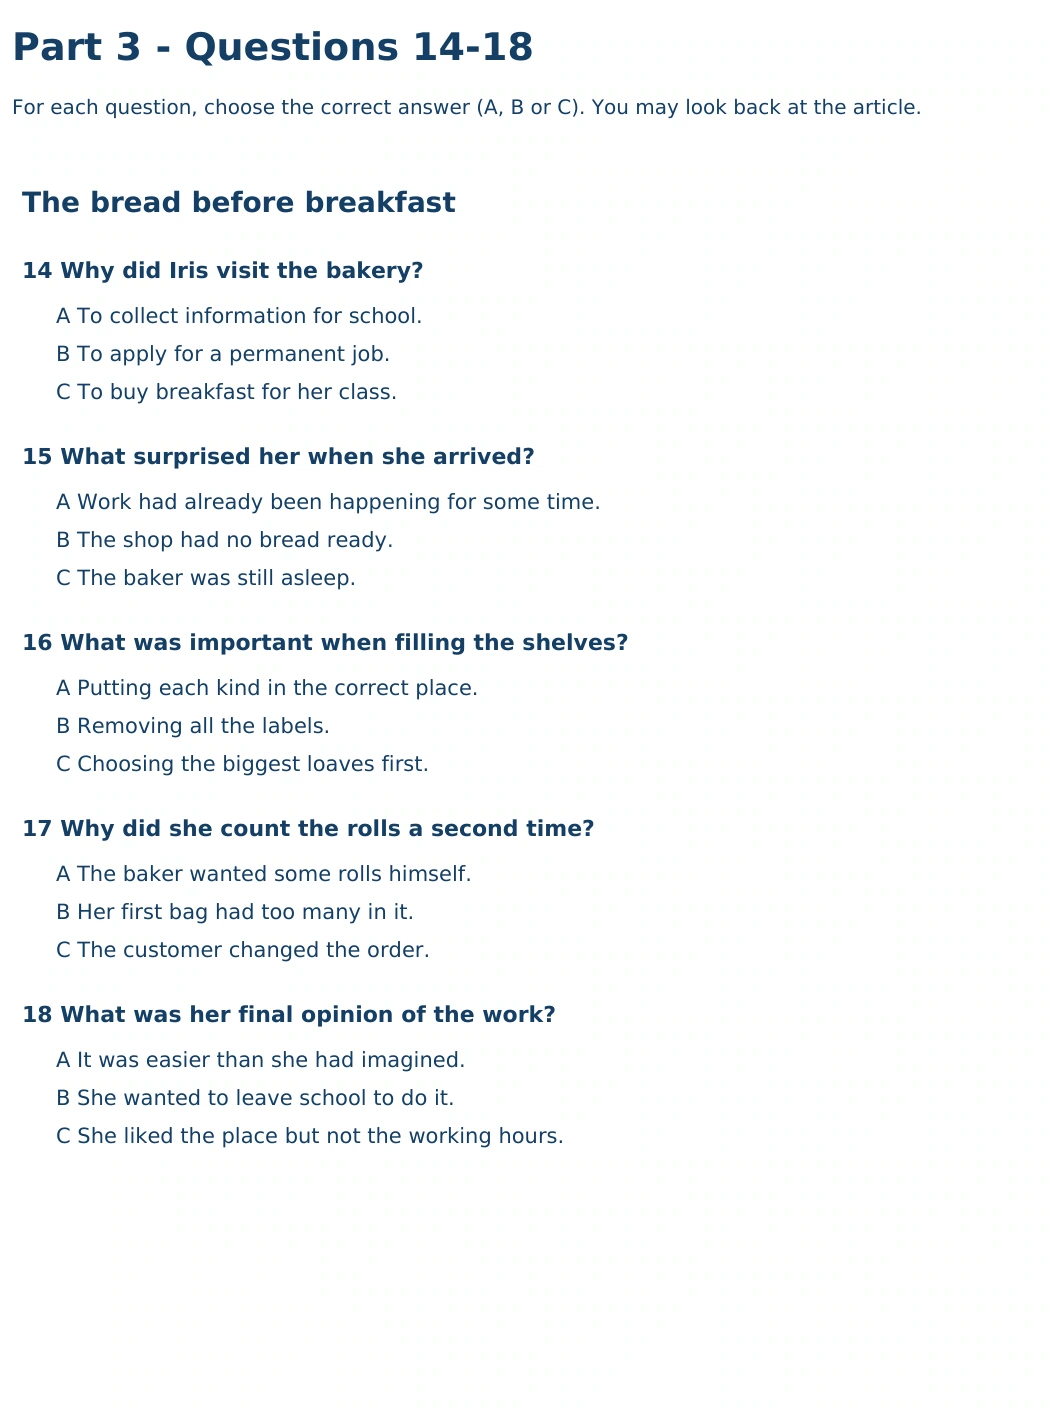 Part 3 - Questions 14-18
For each question, choose the correct answer (A, B or C). You may look back at the article.
The bread before breakfast
14 Why did Iris visit the bakery?
A To collect information for school.
B To apply for a permanent job.
C To buy breakfast for her class.
15 What surprised her when she arrived?
A Work had already been happening for some time.
B The shop had no bread ready.
C The baker was still asleep.
16 What was important when filling the shelves?
A Putting each kind in the correct place.
B Removing all the labels.
C Choosing the biggest loaves first.
17 Why did she count the rolls a second time?
A The baker wanted some rolls himself.
B Her first bag had too many in it.
C The customer changed the order.
18 What was her final opinion of the work?
A It was easier than she had imagined.
B She wanted to leave school to do it.
C She liked the place but not the working hours.